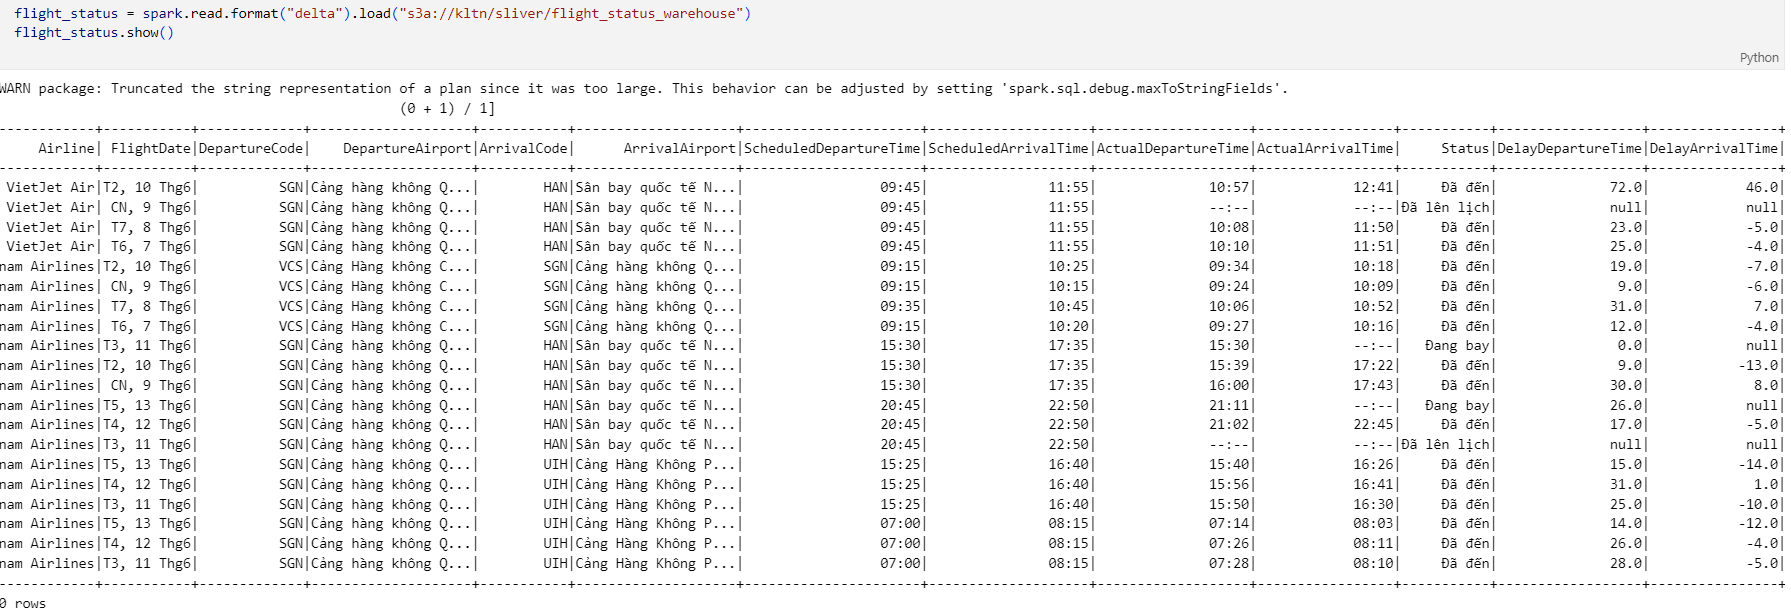 flight_status = spark.read.format("delta").load("s3a://kltn/sliver/flight_status_warehouse")
flight_status.show()
Python
WARN package: Truncated the string representation of a plan since it was too large. This behavior can be adjusted by setting 'spark.sql.debug.maxToStringFields'.
(0 + 1) / 1]
------------+-----------+-------------+--------------------+-----------+--------------------+----------------------+--------------------+-------------------+-----------------+-----------+------------------+----------------+
Airline| FlightDate|DepartureCode| DepartureAirport|ArrivalCode| ArrivalAirport|ScheduledDepartureTime|ScheduledArrivalTime|ActualDepartureTime|ActualArrivalTime| Status|DelayDepartureTime|DelayArrivalTime|
------------+-----------+-------------+--------------------+-----------+--------------------+----------------------+--------------------+-------------------+-----------------+-----------+------------------+----------------+
VietJet Air|T2, 10 Thg6| SGN|Cảng hàng không Q...| HAN|Sân bay quốc tế N...| 09:45| 11:55| 10:57| 12:41| Đã đến| 72.0| 46.0|
VietJet Air| CN, 9 Thg6| SGN|Cảng hàng không Q...| HAN|Sân bay quốc tế N...| 09:45| 11:55| --:--| --:--|Đã lên lịch| null| null|
VietJet Air| T7, 8 Thg6| SGN|Cảng hàng không Q...| HAN|Sân bay quốc tế N...| 09:45| 11:55| 10:08| 11:50| Đã đến| 23.0| -5.0|
VietJet Air| T6, 7 Thg6| SGN|Cảng hàng không Q...| HAN|Sân bay quốc tế N...| 09:45| 11:55| 10:10| 11:51| Đã đến| 25.0| -4.0|
nam Airlines|T2, 10 Thg6| VCS|Cảng Hàng không C...| SGN|Cảng hàng không Q...| 09:15| 10:25| 09:34| 10:18| Đã đến| 19.0| -7.0|
nam Airlines| CN, 9 Thg6| VCS|Cảng Hàng không C...| SGN|Cảng hàng không Q...| 09:15| 10:15| 09:24| 10:09| Đã đến| 9.0| -6.0|
nam Airlines| T7, 8 Thg6| VCS|Cảng Hàng không C...| SGN|Cảng hàng không Q...| 09:35| 10:45| 10:06| 10:52| Đã đến| 31.0| 7.0|
nam Airlines| T6, 7 Thg6| VCS|Cảng Hàng không C...| SGN|Cảng hàng không Q...| 09:15| 10:20| 09:27| 10:16| Đã đến| 12.0| -4.0|
nam Airlines|T3, 11 Thg6| SGN|Cảng hàng không Q...| HAN|Sân bay quốc tế N...| 15:30| 17:35| 15:30| --:--| Đang bay| 0.0| null|
nam Airlines|T2, 10 Thg6| SGN|Cảng hàng không Q...| HAN|Sân bay quốc tế N...| 15:30| 17:35| 15:39| 17:22| Đã đến| 9.0| -13.0|
nam Airlines| CN, 9 Thg6| SGN|Cảng hàng không Q...| HAN|Sân bay quốc tế N...| 15:30| 17:35| 16:00| 17:43| Đã đến| 30.0| 8.0|
nam Airlines|T5, 13 Thg6| SGN|Cảng hàng không Q...| HAN|Sân bay quốc tế N...| 20:45| 22:50| 21:11| --:--| Đang bay| 26.0| null|
nam Airlines|T4, 12 Thg6| SGN|Cảng hàng không Q...| HAN|Sân bay quốc tế N...| 20:45| 22:50| 21:02| 22:45| Đã đến| 17.0| -5.0|
nam Airlines|T3, 11 Thg6| SGN|Cảng hàng không Q...| HAN|Sân bay quốc tế N...| 20:45| 22:50| --:--| --:--|Đã lên lịch| null| null|
nam Airlines|T5, 13 Thg6| SGN|Cảng hàng không Q...| UIH|Cảng Hàng Không P...| 15:25| 16:40| 15:40| 16:26| Đã đến| 15.0| -14.0|
nam Airlines|T4, 12 Thg6| SGN|Cảng hàng không Q...| UIH|Cảng Hàng Không P...| 15:25| 16:40| 15:56| 16:41| Đã đến| 31.0| 1.0|
nam Airlines|T3, 11 Thg6| SGN|Cảng hàng không Q...| UIH|Cảng Hàng Không P...| 15:25| 16:40| 15:50| 16:30| Đã đến| 25.0| -10.0|
nam Airlines|T5, 13 Thg6| SGN|Cảng hàng không Q...| UIH|Cảng Hàng Không P...| 07:00| 08:15| 07:14| 08:03| Đã đến| 14.0| -12.0|
nam Airlines|T4, 12 Thg6| SGN|Cảng hàng không Q...| UIH|Cảng Hàng Không P...| 07:00| 08:15| 07:26| 08:11| Đã đến| 26.0| -4.0|
nam Airlines|T3, 11 Thg6| SGN|Cảng hàng không Q...| UIH|Cảng Hàng Không P...| 07:00| 08:15| 07:28| 08:10| Đã đến| 28.0| -5.0|
------------+-----------+-------------+--------------------+-----------+--------------------+----------------------+--------------------+-------------------+-----------------+-----------+------------------+----------------+
0 rows